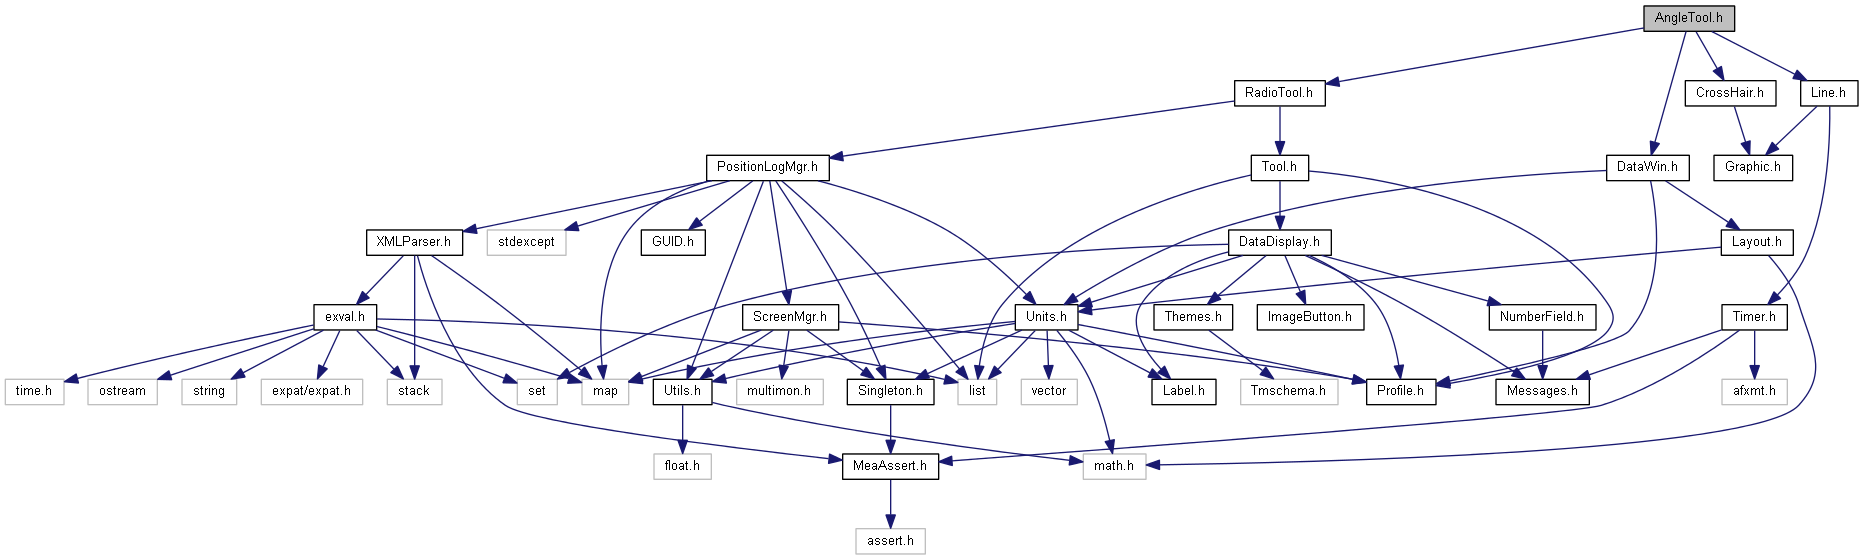 AngleTool.h
RadioTool.h
CrossHair.h
Line.h
PositionLogMgr.h
Tool.h
DataWin.h
Graphic.h
XMLParser.h
stdexcept
GUID.h
DataDisplay.h
Layout.h
exval.h
ScreenMgr.h
Units.h
Themes.h
ImageButton.h
NumberField.h
Timer.h
time.h
ostream
string
expat/expat.h
stack
set
map
Utils.h
multimon.h
Singleton.h
list
vector
Label.h
Tmschema.h
Profile.h
Messages.h
afxmt.h
float.h
MeaAssert.h
math.h
assert.h